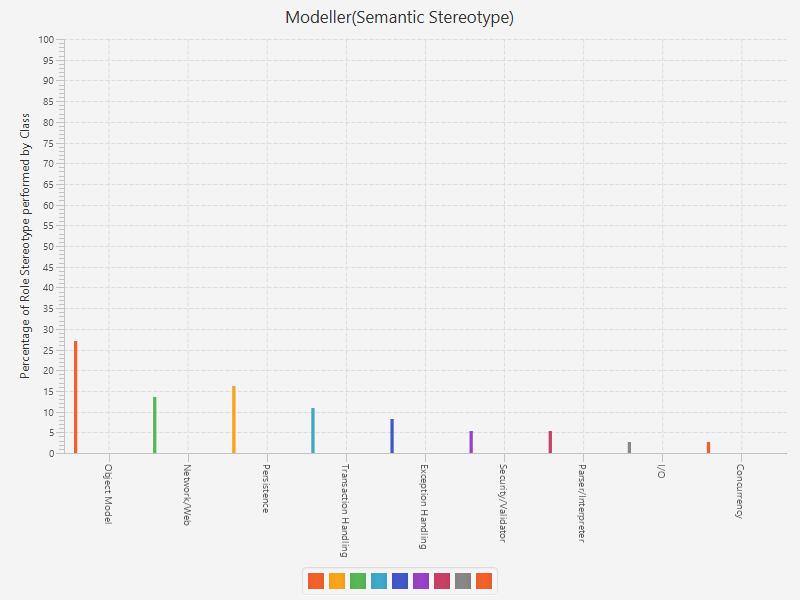 Modeller(Semantic Stereotype)
Percentage of Role Stereotype performed by Class
100
95
90
85
80
75
70
65
60
55
50
45
40
35
30
25
20
15
10
5
0
Object Model
Network/Web
Persistence
Transaction Handling
Exception Handling
Security/Validator
Parser/Interpreter
I/O
Concurrency